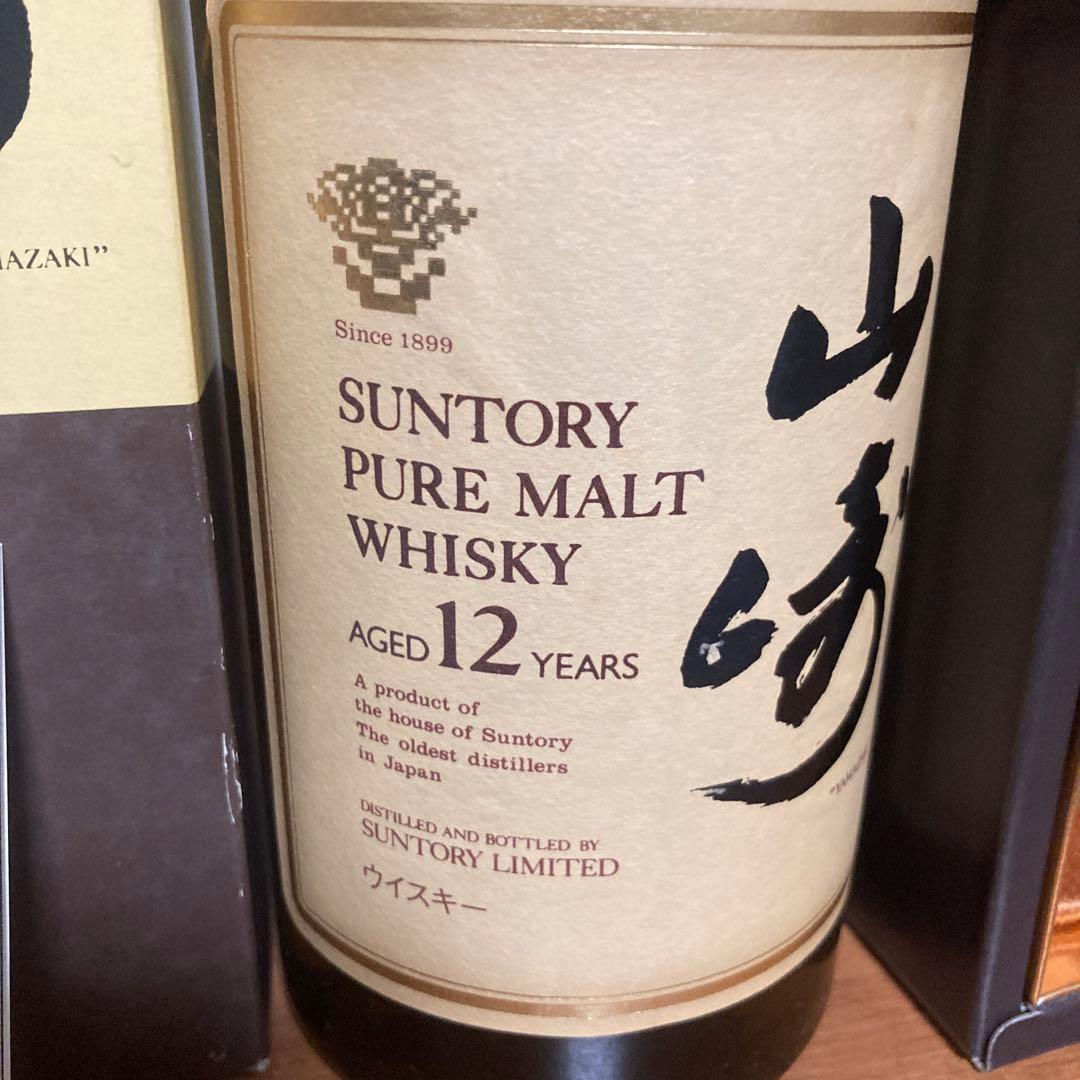 Since 1899
SUNTORY
PURE MALT
WHISKY
AGED 12 YEARS
A product of
the house of Suntory
The oldest distillers
in Japan
DISTILLED AND BOTTLED BY
SUNTORY LIMITED
ウイスキー
山崎